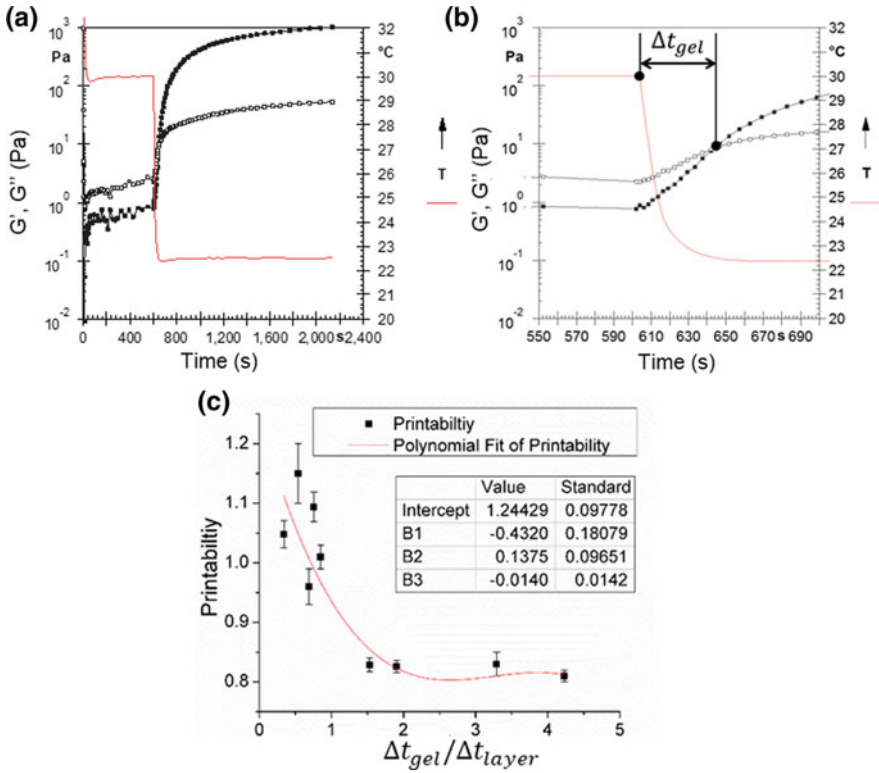 (a)
10³
Pa
10²
10¹
10⁰
10⁻¹
10⁻²
G', G'' (Pa)
0 400 800 1,200 1,600 2,000 s 2,400
Time (s)
32
°C
30
29
28
27
26
25
24
23
22
21
20
T
(b)
10³
Pa
10²
10¹
10⁰
10⁻¹
10⁻²
G', G'' (Pa)
Δt_gel
550 570 590 610 630 650 670 s 690
Time (s)
32
°C
30
29
28
27
26
25
24
23
22
21
20
T
(c)
Printabiltiy
Polynomial Fit of Printability
Value Standard
Intercept 1.24429 0.09778
B1 -0.4320 0.18079
B2 0.1375 0.09651
B3 -0.0140 0.0142
1.2
1.1
1.0
0.9
0.8
Printabiltiy
0 1 2 3 4 5
Δt_gel/Δt_layer